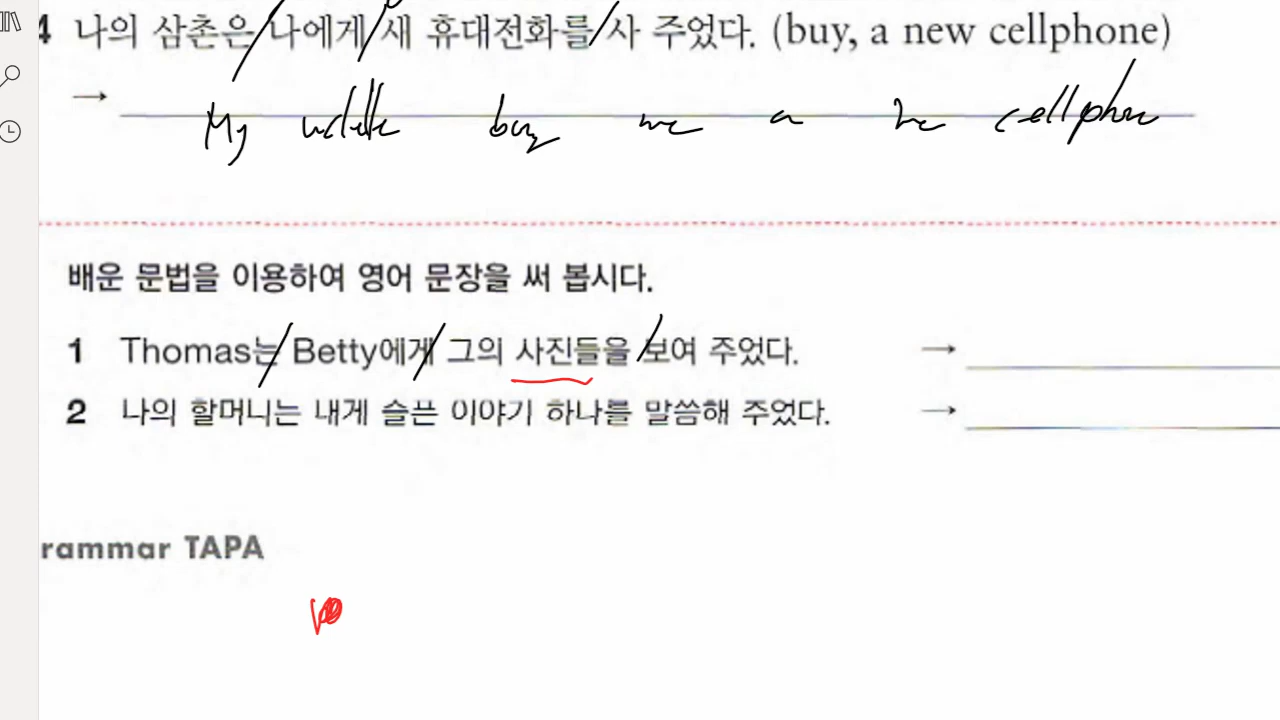 4 나의 삼촌은 나에게 새 휴대전화를 사 주었다. (buy, a new cellphone)
→ My buy me a cellphone
배운 문법을 이용하여 영어 문장을 써 봅시다.
1 Thomas는 Betty에게 그의 사진들을 보여 주었다. →
2 나의 할머니는 내게 슬픈 이야기 하나를 말씀해 주었다. →
rammar TAPA